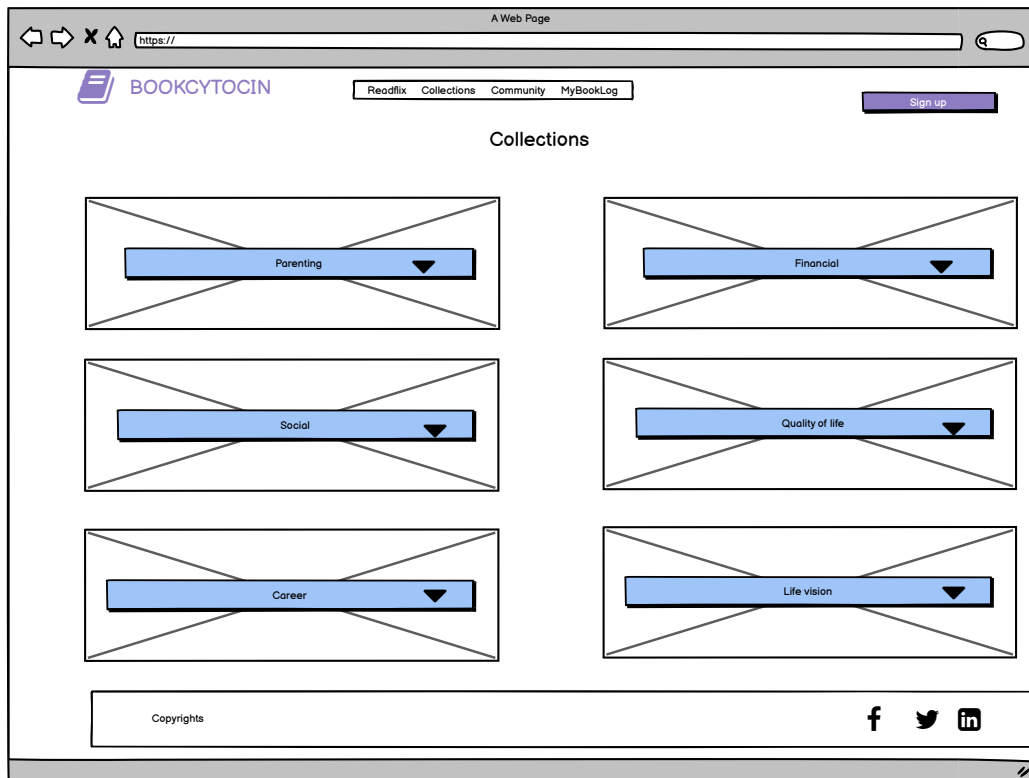 A Web Page
https://
BOOKCYTOCIN
Readflix Collections Community MyBookLog
Sign up
Collections
Parenting
Financial
Social
Quality of life
Career
Life vision
Copyrights